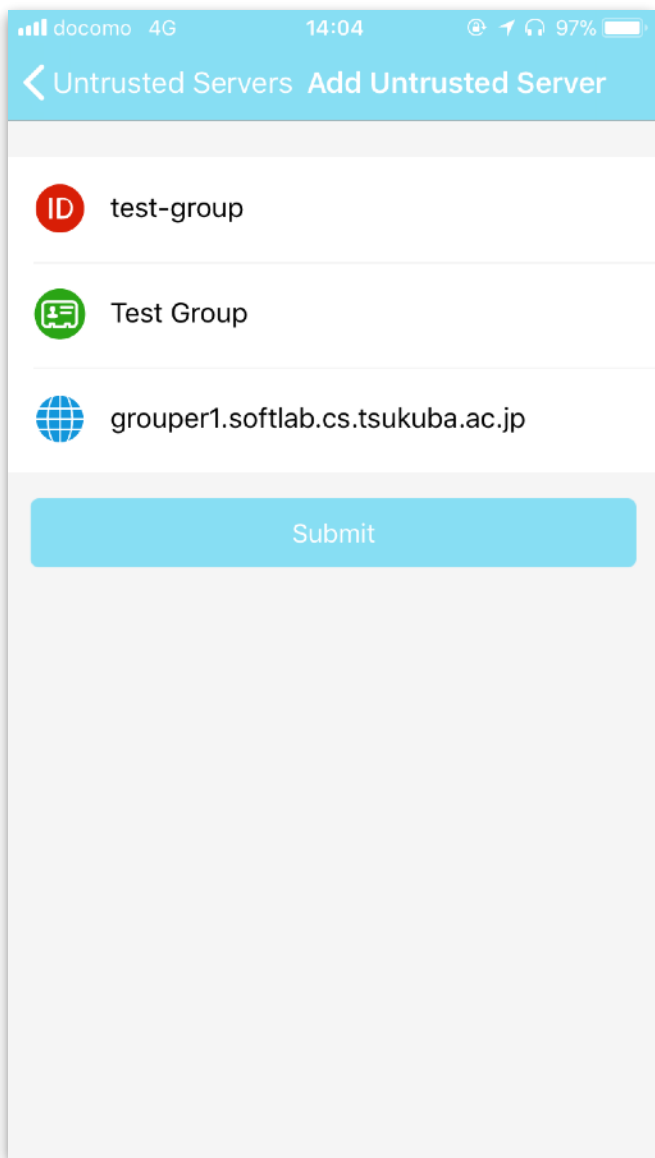 docomo 4G 14:04 97%
Untrusted Servers Add Untrusted Server
ID test-group
Test Group
grouper1.softlab.cs.tsukuba.ac.jp
Submit